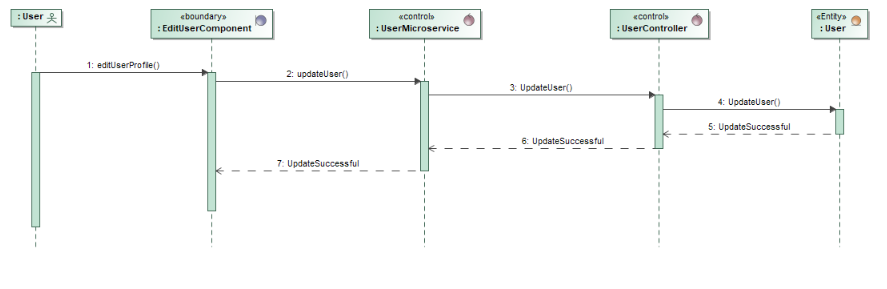 : User
«boundary»
: EditUserComponent
«control»
: UserMicroservice
«control»
: UserController
«Entity»
: User
1: editUserProfile()
2: updateUser()
3: UpdateUser()
4: UpdateUser()
5: UpdateSuccessful
6: UpdateSuccessful
7: UpdateSuccessful